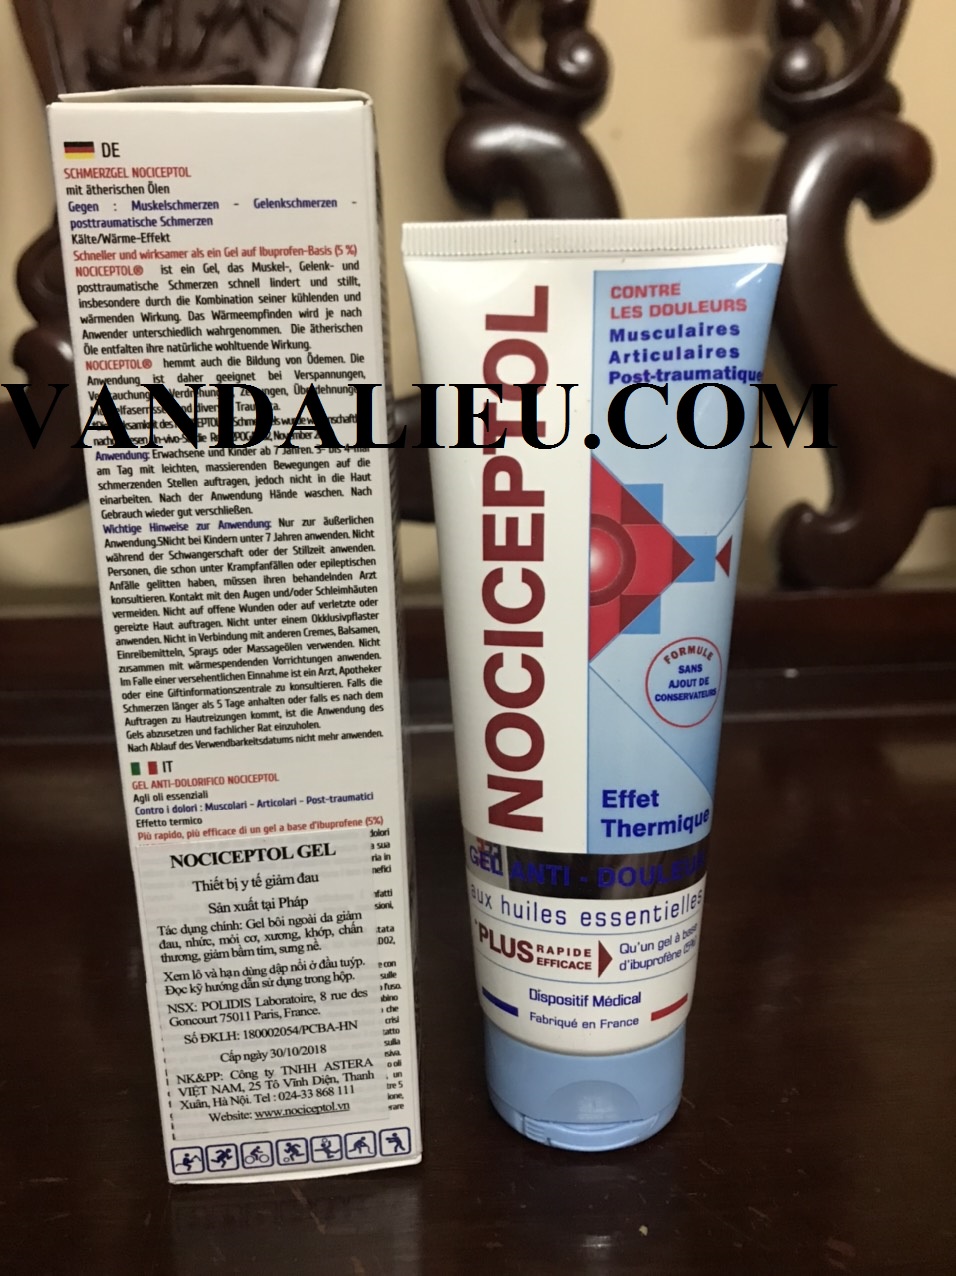 DE
SCHMERZGEL NOCICEPTOL
mit ätherischen Ölen
Gegen : Muskelschmerzen - Gelenkschmerzen -
posttraumatische Schmerzen
Kälte/Wärme-Effekt
Schneller und wirksamer als ein Gel auf Ibuprofen-Basis (5 %)
NOCICEPTOL® ist ein Gel, das Muskel-, Gelenk- und
posttraumatische Schmerzen schnell lindert und stillt,
insbesondere durch die Kombination seiner kühlenden und
wärmenden Wirkung. Das Wärmeempfinden wird je nach
Anwender unterschiedlich wahrgenommen. Die ätherischen
Öle entfalten ihre natürliche wohltuende Wirkung.
NOCICEPTOL® hemmt auch die Bildung von Ödemen. Die
Anwendung ist daher geeignet bei Verspannungen,
VANDALIEU.COM
Anwendung: Erwachsene und Kinder ab 7 Jahren. 3- bis 4-mal
am Tag mit leichten, massierenden Bewegungen auf die
schmerzenden Stellen auftragen, jedoch nicht in die Haut
einarbeiten. Nach der Anwendung Hände waschen. Nach
Gebrauch wieder gut verschließen.
Wichtige Hinweise zur Anwendung: Nur zur äußerlichen
Anwendung.SNicht bei Kindern unter 7 Jahren anwenden. Nicht
während der Schwangerschaft oder der Stillzeit anwenden.
Personen, die schon unter Krampfanfällen oder epileptischen
Anfälle gelitten haben, müssen ihren behandelnden Arzt
konsultieren. Kontakt mit den Augen und/oder Schleimhäuten
vermeiden. Nicht auf offene Wunden oder auf verletzte oder
gereizte Haut auftragen. Nicht unter einem Okklusivpflaster
anwenden. Nicht in Verbindung mit anderen Cremes, Balsamen,
Einreibemitteln, Sprays oder Massageölen verwenden. Nicht
zusammen mit wärmespendenden Vorrichtungen anwenden.
Im Falle einer versehentlichen Einnahme ist ein Arzt, Apotheker
oder eine Giftinformationszentrale zu konsultieren. Falls die
Schmerzen länger als 5 Tage anhalten oder falls es nach dem
Auftragen zu Hautreizungen kommt, ist die Anwendung des
Gels abzusetzen und fachlicher Rat einzuholen.
Nach Ablauf des Verwendbarkeitsdatums nicht mehr anwenden.
IT
GEL ANTI-DOLORIFICO NOCICEPTOL
Agli oli essenziali
Contro i dolori : Muscolari - Articolari - Post-traumatici
Effetto termico
Più rapido, più efficace di un gel a base d'ibuprofene (5%)
NOCICEPTOL GEL
Thiết bị y tế giảm đau
Sản xuất tại Pháp
Tác dụng chính: Gel bôi ngoài da giảm
đau, nhức, mỏi cơ, xương, khớp, chấn
thương, giảm bầm tím, sưng nề.
Xem lô và hạn dùng dập nổi ở đầu tuýp.
Đọc kỹ hướng dẫn sử dụng trong hộp.
NSX: POLIDIS Laboratoire, 8 rue des
Goncourt 75011 Paris, France.
Số ĐKLH: 180002054/PCBA-HN
Cấp ngày 30/10/2018
NK&PP: Công ty TNHH ASTERA
VIỆT NAM, 25 Tô Vĩnh Diện, Thanh
Xuân, Hà Nội. Tel : 024-33 868 111
Website: www.nociceptol.vn
NOCICEPTOL
CONTRE
LES DOULEURS
Musculaires
Articulaires
Post-traumatique
FORMULE
SANS
AJOUT DE
CONSERVATEURS
Effet
Thermique
GEL ANTI - DOULEUR
aux huiles essentielles
*PLUS RAPIDE
EFFICACE
Qu'un gel à base
d'ibuprofène (5%)
Dispositif Médical
Fabriqué en France